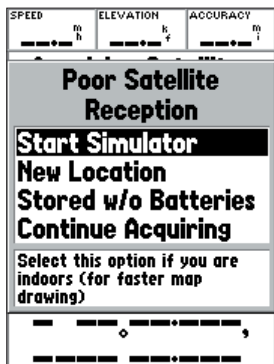 SPEED ELEVATION ACCURACY
m h k f m i
Poor Satellite
Reception
Start Simulator
New Location
Stored w/o Batteries
Continue Acquiring
Select this option if you are
indoors (for faster map
drawing)